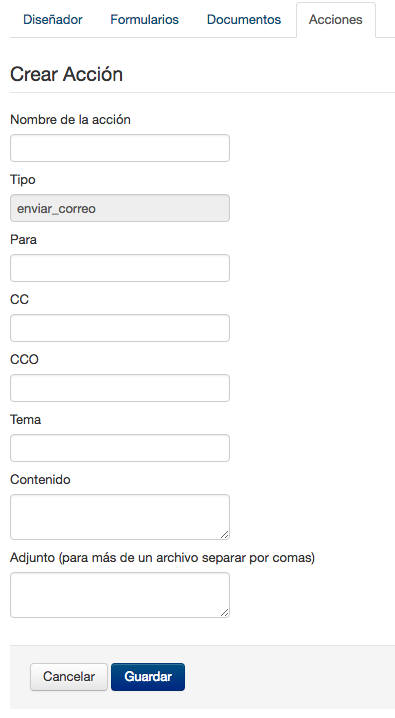 Diseñador Formularios Documentos Acciones
Crear Acción
Nombre de la acción
Tipo
enviar_correo
Para
CC
CCO
Tema
Contenido
Adjunto (para más de un archivo separar por comas)
Cancelar Guardar